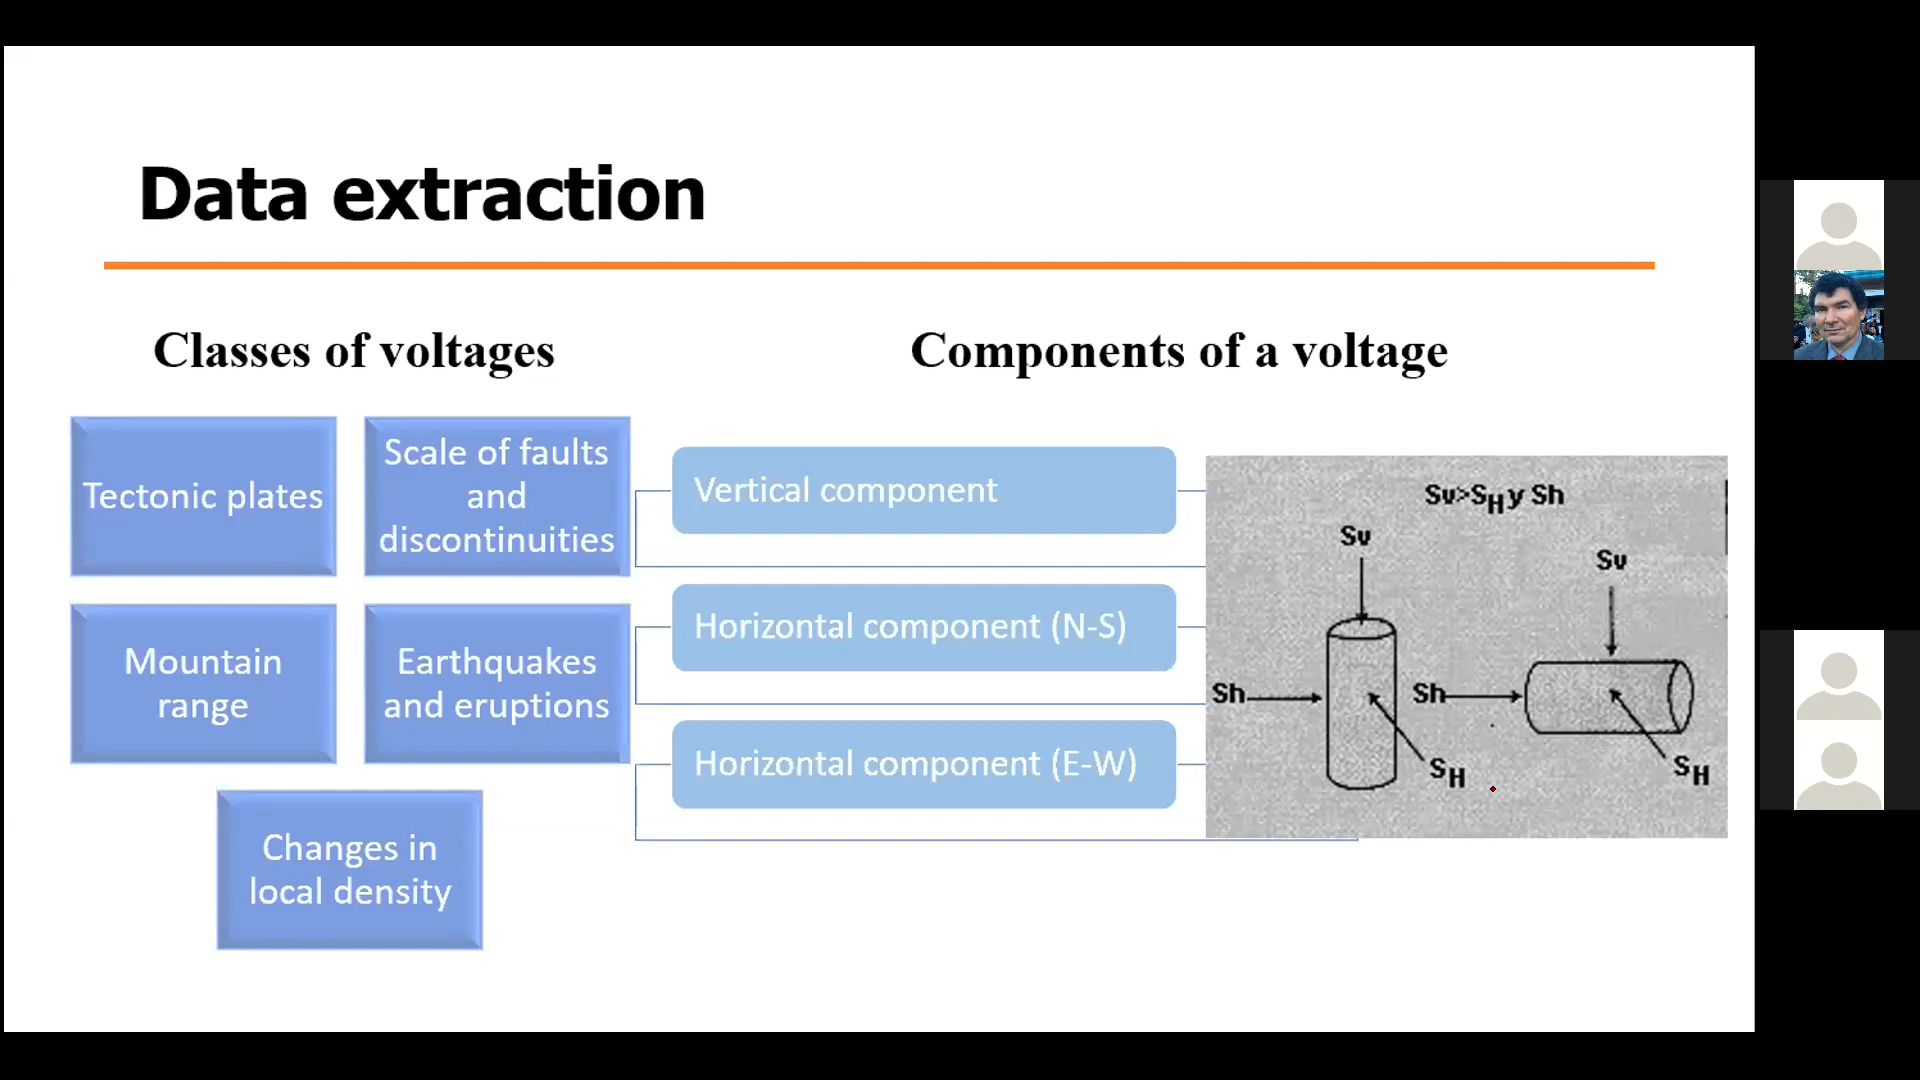 Data extraction
Classes of voltages
Tectonic plates
Scale of faults
and
discontinuities
Mountain
range
Earthquakes
and eruptions
Changes in
local density
Components of a voltage
Vertical component
Horizontal component (N-S)
Horizontal component (E-W)
Sv>SH y Sh
Sv
Sv
Sh
Sh
SH
SH